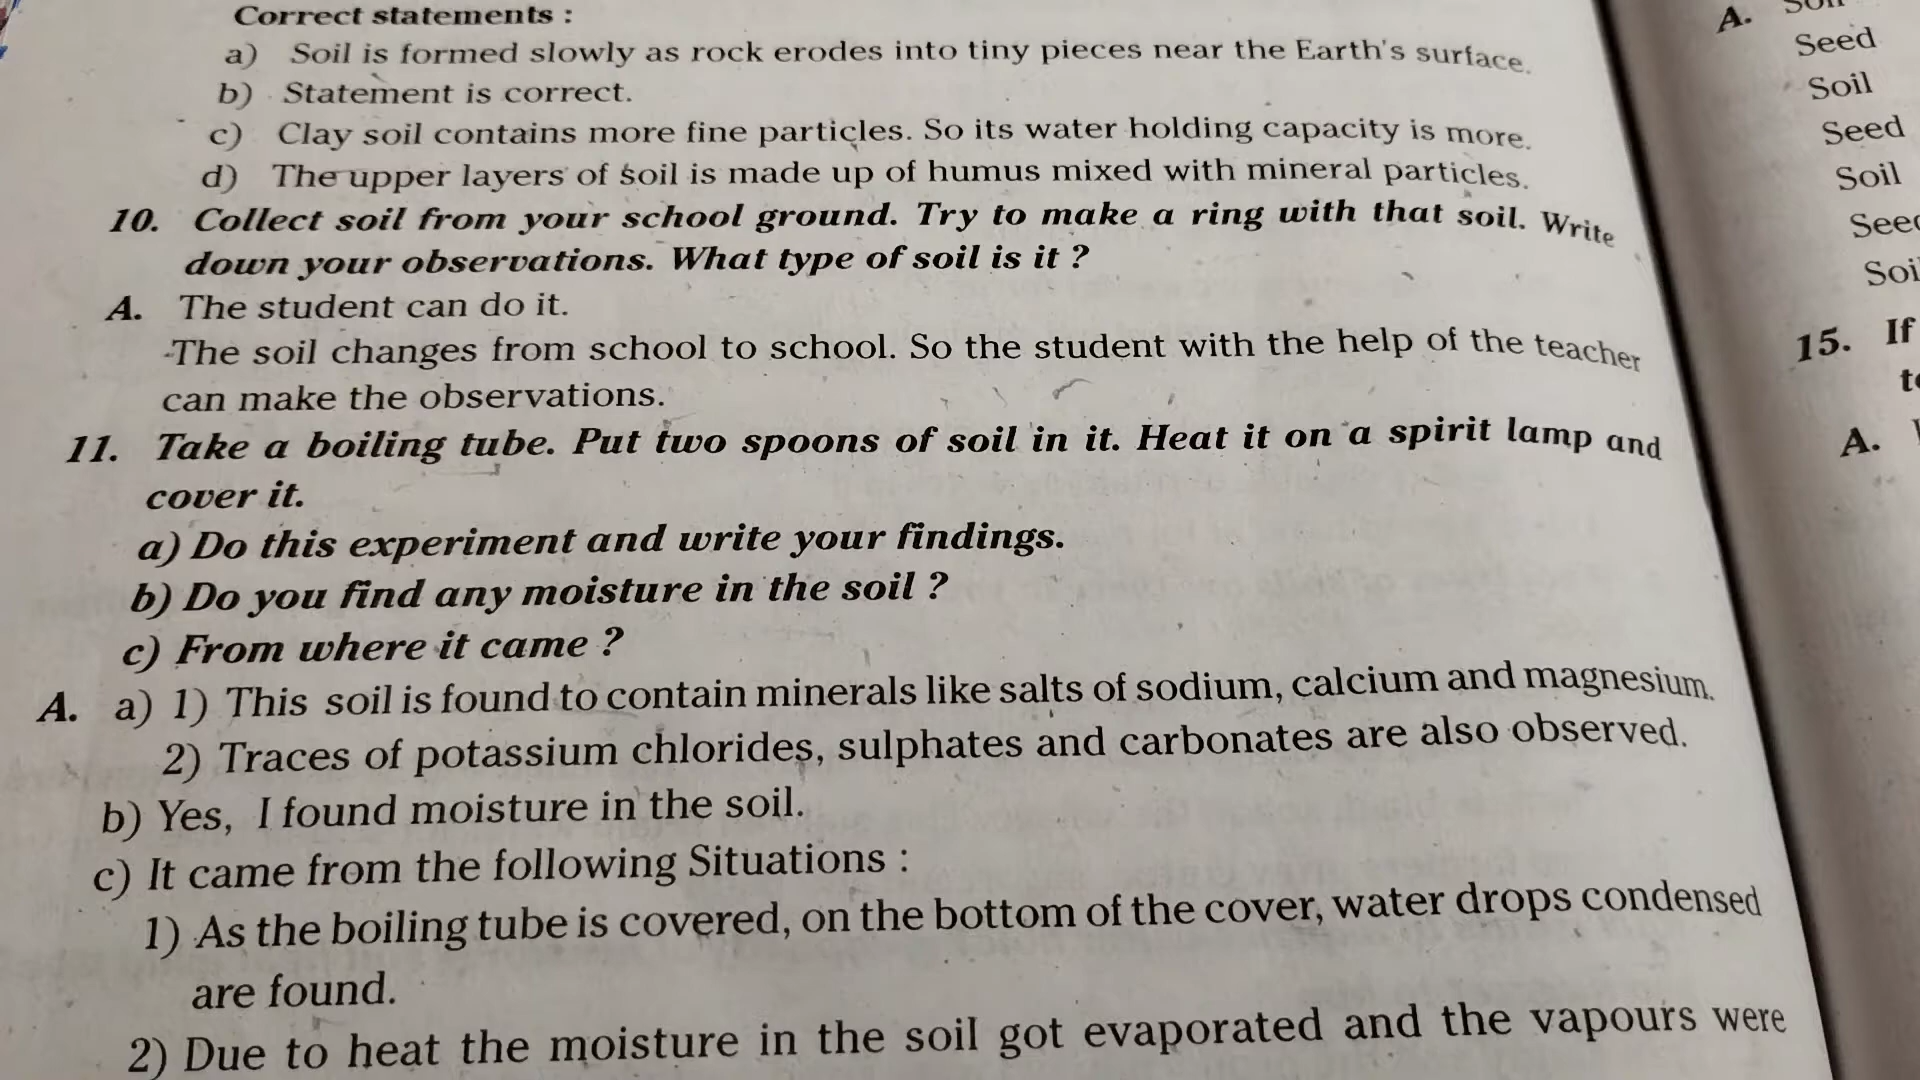 Correct statements :
a) Soil is formed slowly as rock erodes into tiny pieces near the Earth's surface.
b) Statement is correct.
c) Clay soil contains more fine particles. So its water holding capacity is more.
d) The upper layers of soil is made up of humus mixed with mineral particles.
10. Collect soil from your school ground. Try to make a ring with that soil. Write
down your observations. What type of soil is it ?
A. The student can do it.
The soil changes from school to school. So the student with the help of the teacher
can make the observations.
11. Take a boiling tube. Put two spoons of soil in it. Heat it on a spirit lamp and
cover it.
a) Do this experiment and write your findings.
b) Do you find any moisture in the soil ?
c) From where it came ?
A. a) 1) This soil is found to contain minerals like salts of sodium, calcium and magnesium.
2) Traces of potassium chlorides, sulphates and carbonates are also observed.
b) Yes, I found moisture in the soil.
c) It came from the following Situations :
1) As the boiling tube is covered, on the bottom of the cover, water drops condensed
are found.
2) Due to heat the moisture in the soil got evaporated and the vapours were
A.
Seed
Soil
Seed
Soil
15. If
A.